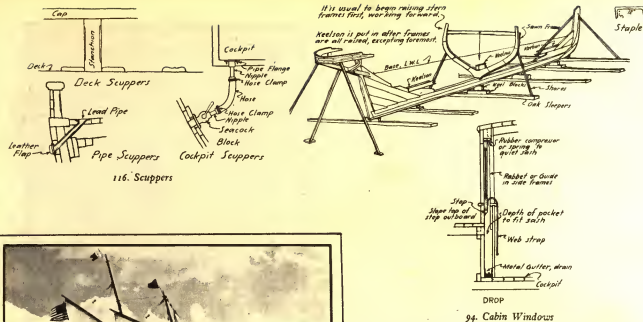 Cap
Stanchion
Deck
Deck Scuppers
Lead Pipe
Leather
Flap
Pipe Scuppers
Cockpit
Pipe Flange
Nipple
Hose Clamp
Hose
Hose Clamp
Nipple
Seacock
Block
Cockpit Scuppers
116. Scuppers
It is usual to begin raising stern
frames first, working forward.
Keelson is put in after frames
are all raised, excepting foremost.
Base L.W.L.
Keelson
Keel Blocks
Shores
Oak Sleepers
Staple
Rubber compressor
or spring to
quiet sash
Rabbet or Guide
in side frames
Stop
Slope top of
stop outboard
Depth of pocket
to fit sash
Web strap
Metal Gutter, drain
Cockpit
DROP
94. Cabin Windows